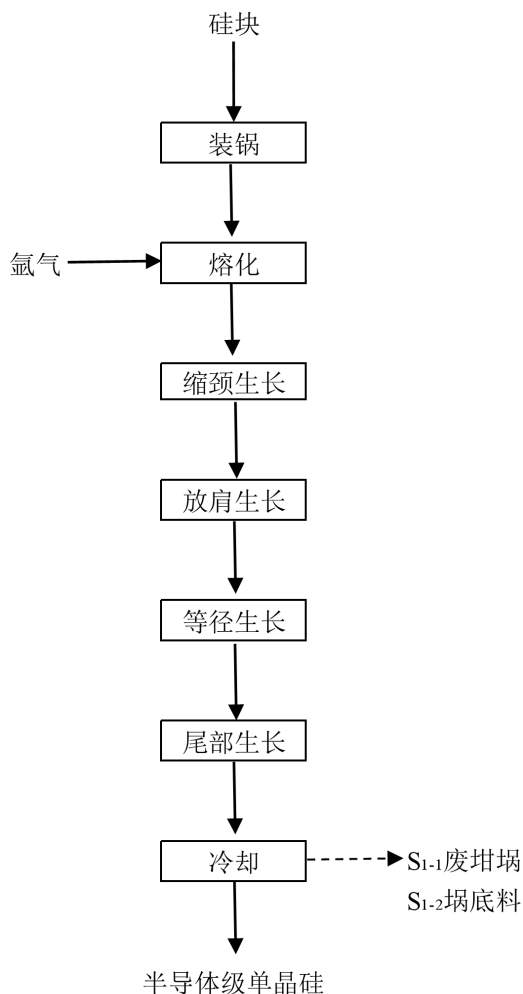 硅块
装锅
氩气
熔化
缩颈生长
放肩生长
等径生长
尾部生长
冷却
S1-1废坩埚
S1-2埚底料
半导体级单晶硅